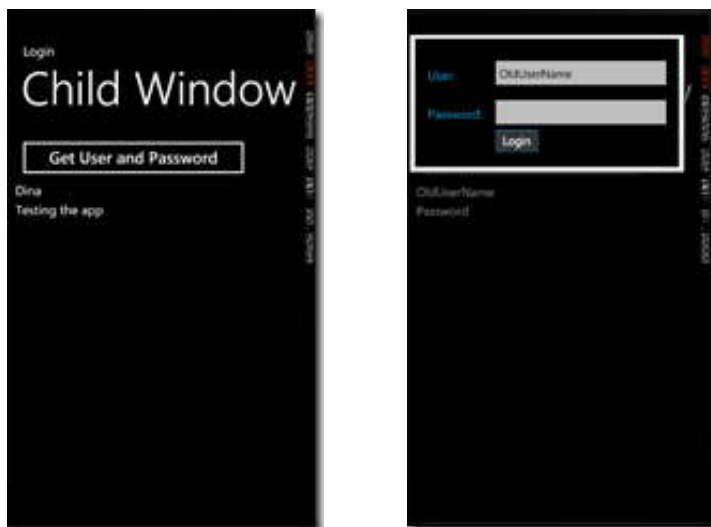 Login
Child Window
Get User and Password
Dina
Testing the app
User:
OldUserName
Password:
Login
OldUserName
Password